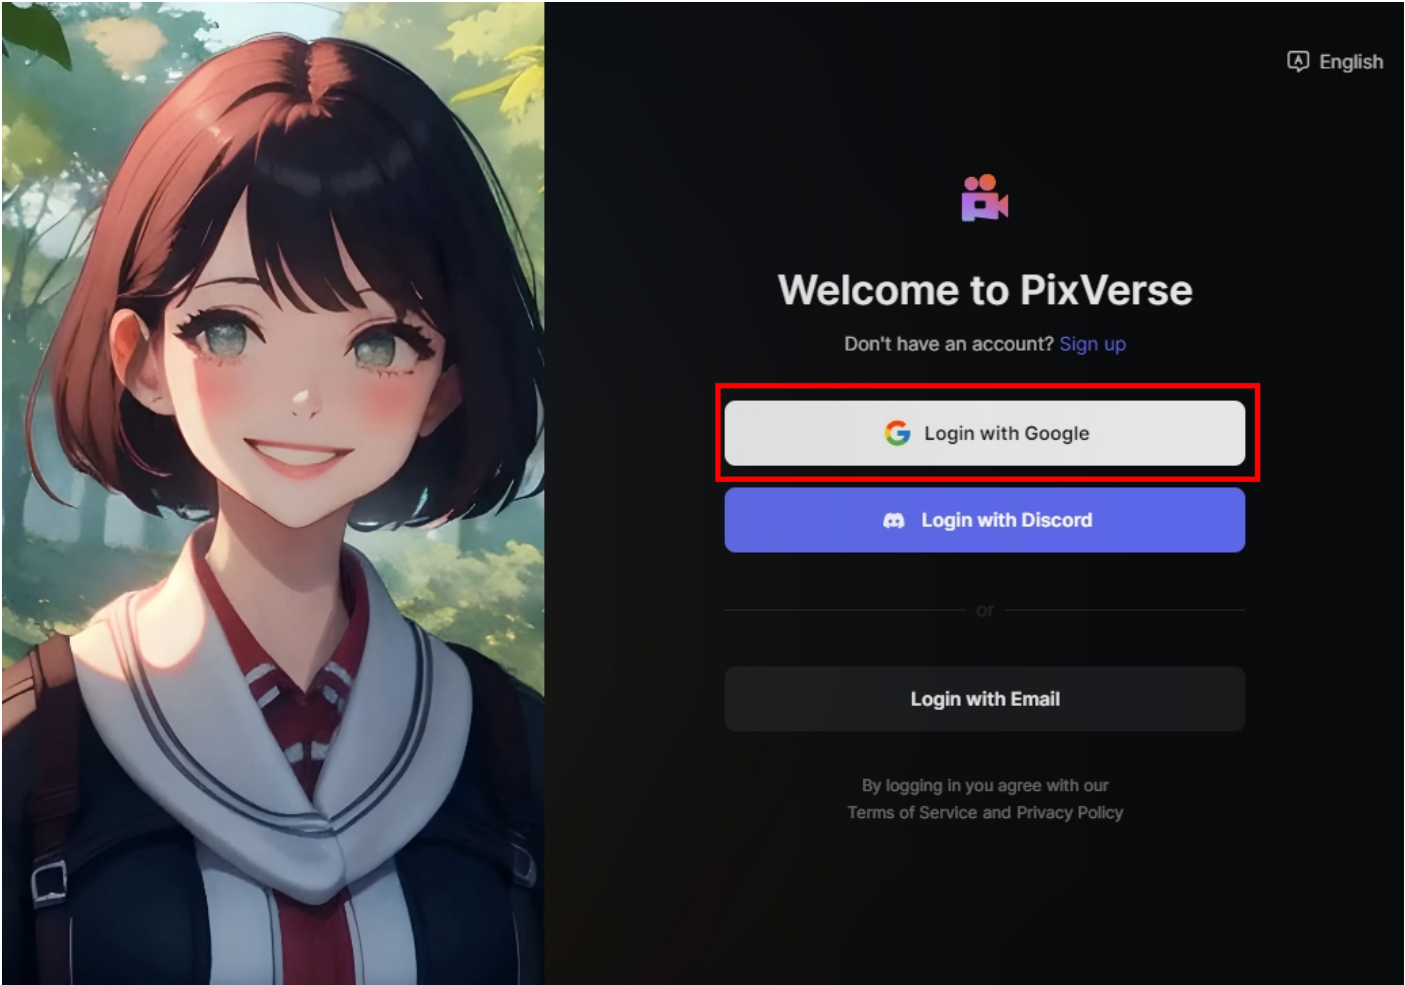 English
Welcome to PixVerse
Don't have an account? Sign up
Login with Google
Login with Discord
or
Login with Email
By logging in you agree with our
Terms of Service and Privacy Policy